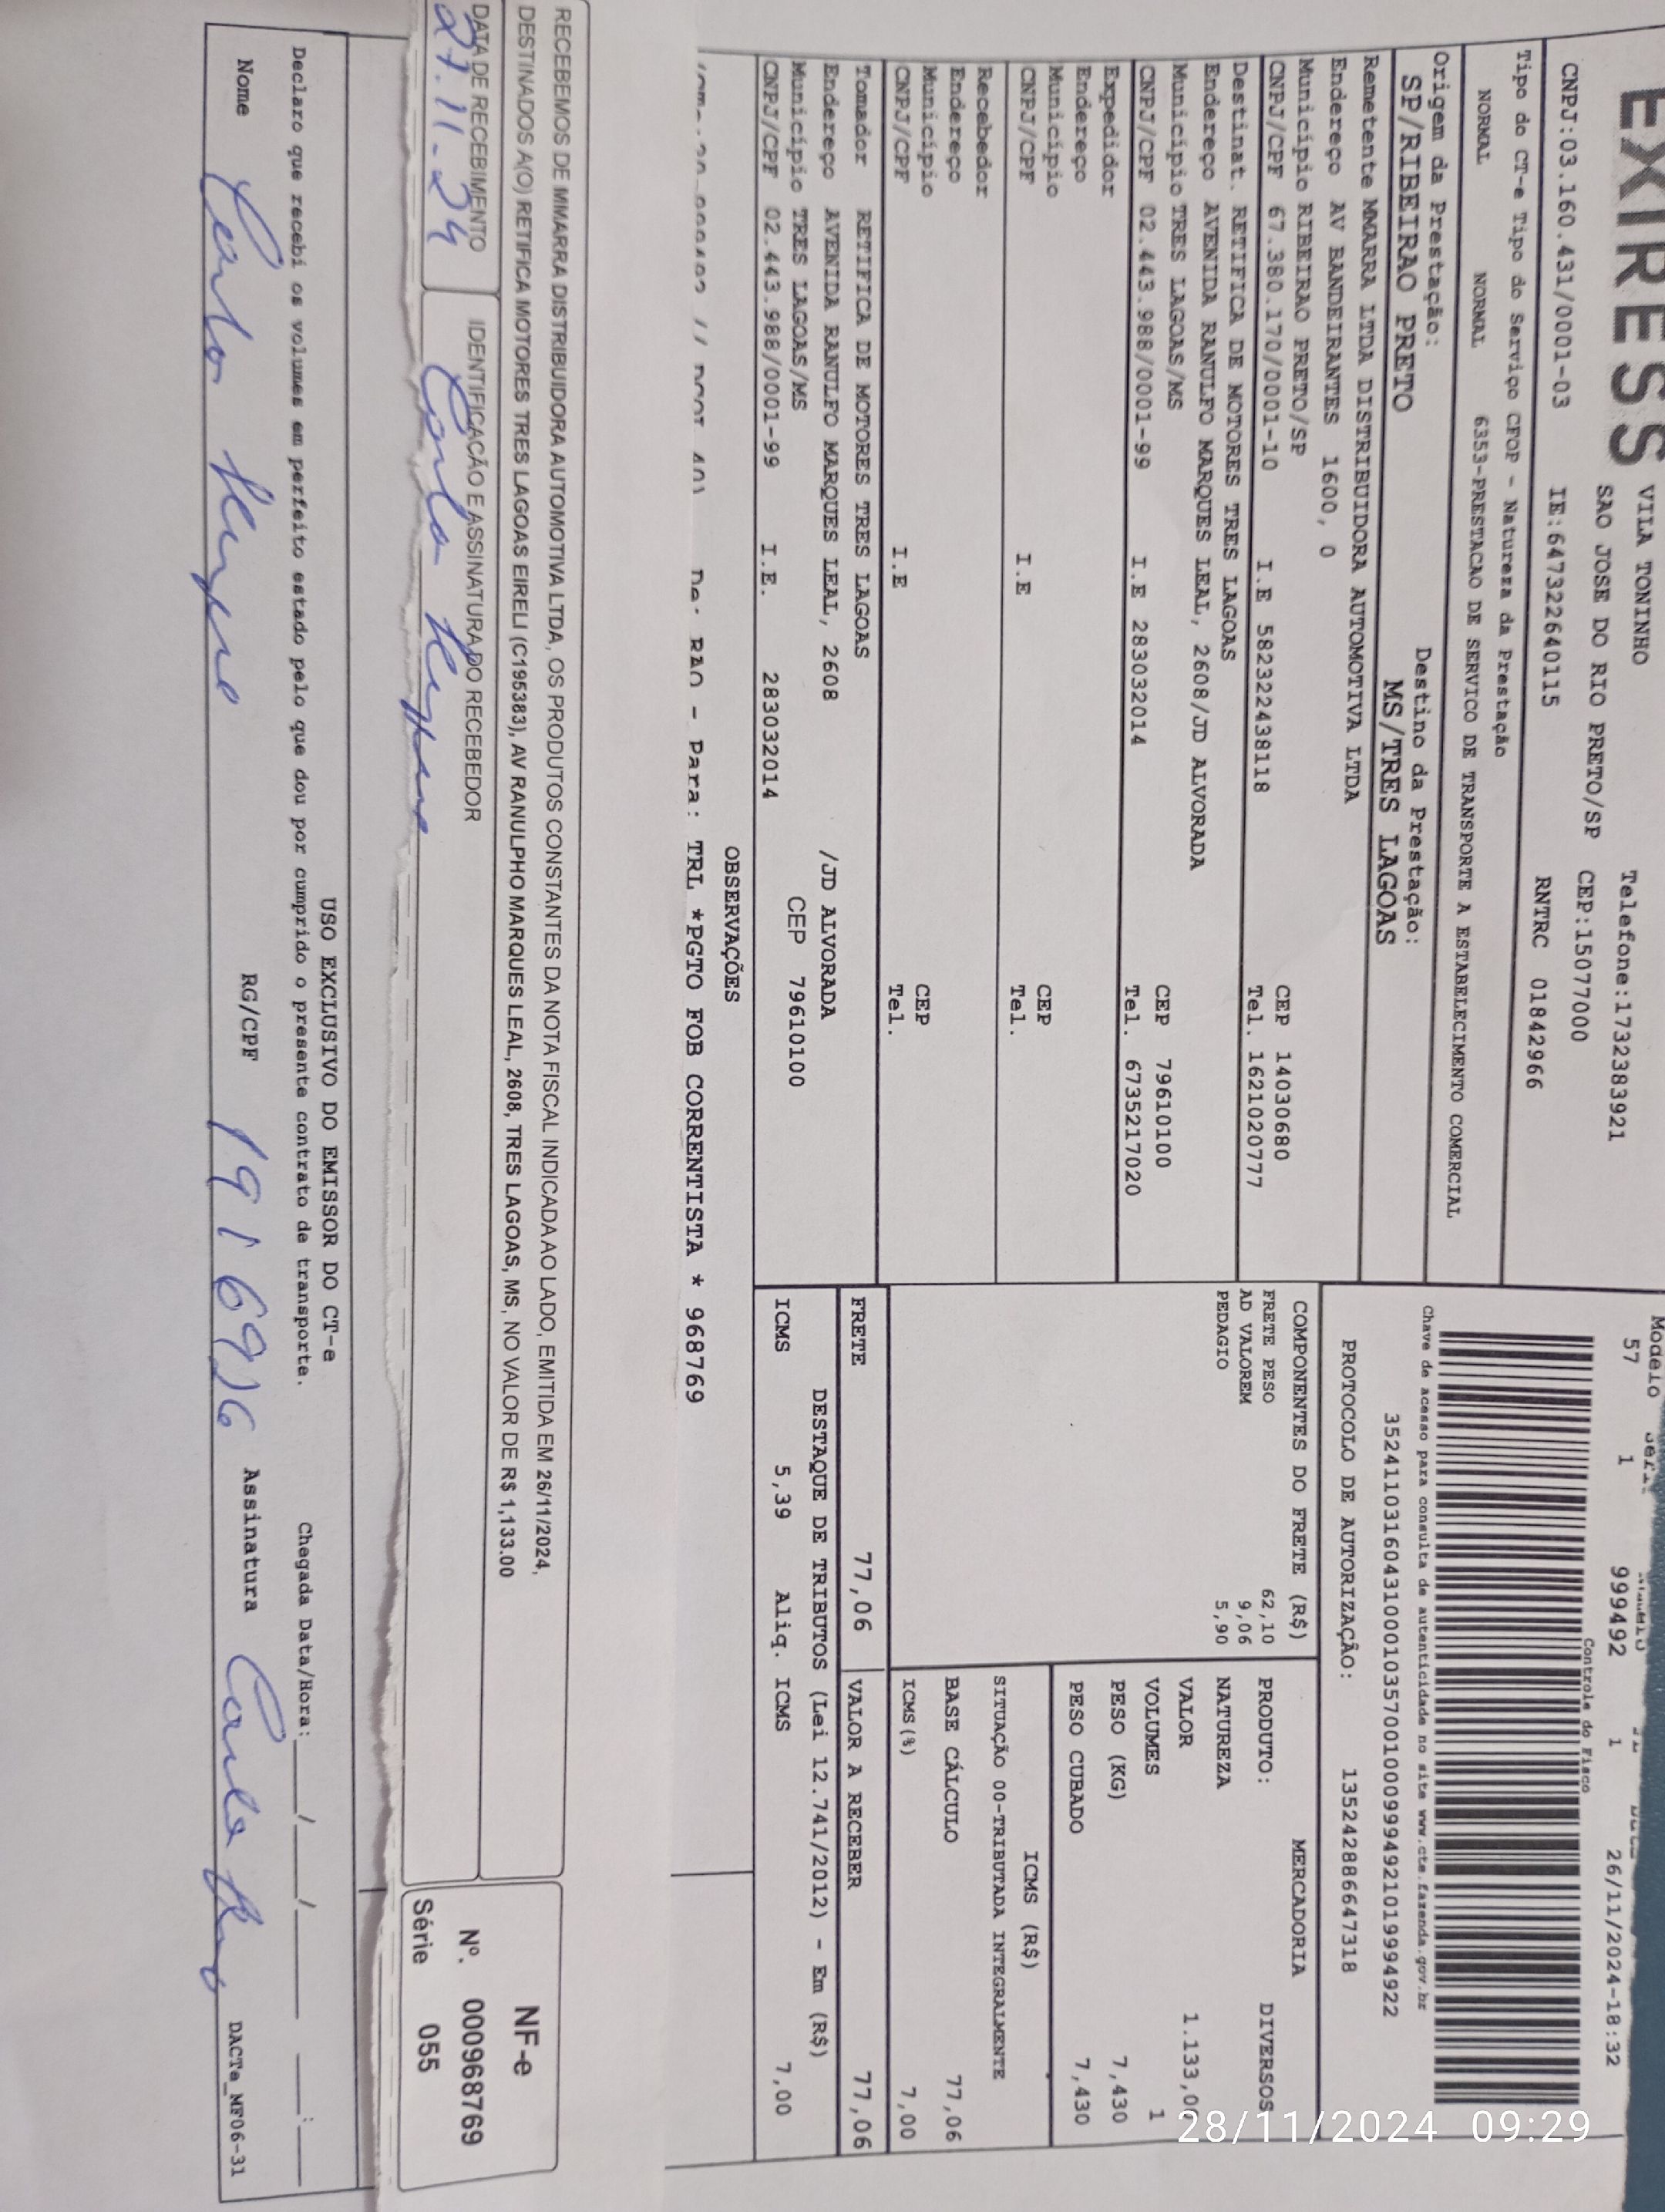 EXPRESS
VILA TONINHO
Telefone:1732383921
SAO JOSE DO RIO PRETO/SP CEP:15077000
CNPJ:03.160.431/0001-03 IE:647322640115 RNTRC 01842966
Modelo
57 1 999492 1 26/11/2024-18:32
Controle do Fisco
Tipo do CT-e Tipo do Serviço CFOP - Natureza da Prestação
NORMAL NORMAL 6353-PRESTACAO DE SERVICO DE TRANSPORTE A ESTABELECIMENTO COMERCIAL
Chave de acesso para consulta de autenticidade no site www.cte.fazenda.gov.br
35241103160431000103570010009994921019994922
Origem da Prestação: Destino da Prestação:
SP/RIBEIRAO PRETO MS/TRES LAGOAS
PROTOCOLO DE AUTORIZAÇÃO: 135242886647318
Remetente MMARRA LTDA DISTRIBUIDORA AUTOMOTIVA LTDA
Endereço AV BANDEIRANTES 1600, 0
Município RIBEIRAO PRETO/SP CEP 14030680
CNPJ/CPF 67.380.170/0001-10 I.E 582322438118 Tel. 1621020777
Destinat. RETIFICA DE MOTORES TRES LAGOAS
Endereço AVENIDA RANULFO MARQUES LEAL, 2608/JD ALVORADA
Município TRES LAGOAS/MS CEP 79610100
CNPJ/CPF 02.443.988/0001-99 I.E 283032014 Tel. 6735217020
Expedidor
Endereço
Município CEP
CNPJ/CPF I.E Tel.
Recebedor
Endereço
Município CEP
CNPJ/CPF I.E Tel.
Tomador RETIFICA DE MOTORES TRES LAGOAS
Endereço AVENIDA RANULFO MARQUES LEAL, 2608 /JD ALVORADA
Município TRES LAGOAS/MS CEP 79610100
CNPJ/CPF 02.443.988/0001-99 I.E. 283032014
COMPONENTES DO FRETE (R$)
FRETE PESO 62,10
AD VALOREM 9,06
PEDAGIO 5,90
MERCADORIA
PRODUTO: DIVERSOS
NATUREZA
VALOR 1.133,00
VOLUMES 1
PESO (KG) 7,430
PESO CUBADO 7,430
ICMS (R$)
SITUAÇÃO 00-TRIBUTADA INTEGRALMENTE
BASE CÁLCULO 77,06
ICMS(%) 7,00
FRETE 77,06 VALOR A RECEBER 77,06
DESTAQUE DE TRIBUTOS (Lei 12.741/2012) - Em (R$)
ICMS 5,39 Aliq. ICMS 7,00
OBSERVAÇÕES
De: RAO - Para: TRL *PGTO FOB CORRENTISTA * 968769
RECEBEMOS DE MMARRA DISTRIBUIDORA AUTOMOTIVA LTDA, OS PRODUTOS CONSTANTES DA NOTA FISCAL INDICADA AO LADO, EMITIDA EM 26/11/2024,
DESTINADOS A(O) RETIFICA MOTORES TRES LAGOAS EIRELI (C195383), AV RANULPHO MARQUES LEAL, 2608, TRES LAGOAS, MS, NO VALOR DE R$ 1,133.00
DATA DE RECEBIMENTO IDENTIFICAÇÃO E ASSINATURA DO RECEBEDOR
27.11.24
NF-e
Nº. 000968769
Série 055
USO EXCLUSIVO DO EMISSOR DO CT-e
Declaro que recebi os volumes em perfeito estado pelo que dou por cumprido o presente contrato de transporte. Chegada Data/Hora: ____/____/______ ____:____
Nome RG/CPF Assinatura DACTe_MF06-31
28/11/2024 09:29